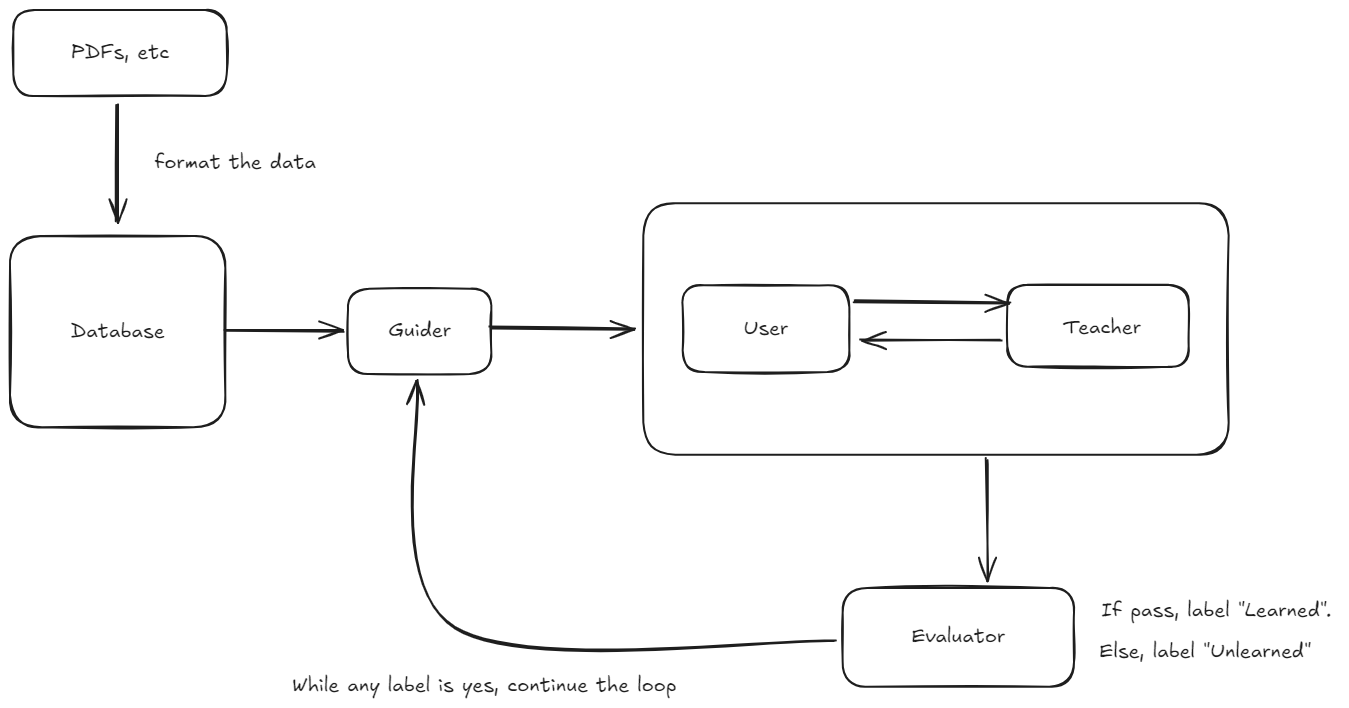 PDFs, etc
format the data
Database
Guider
User
Teacher
Evaluator
If pass, label "Learned".
Else, label "Unlearned"
While any label is yes, continue the loop